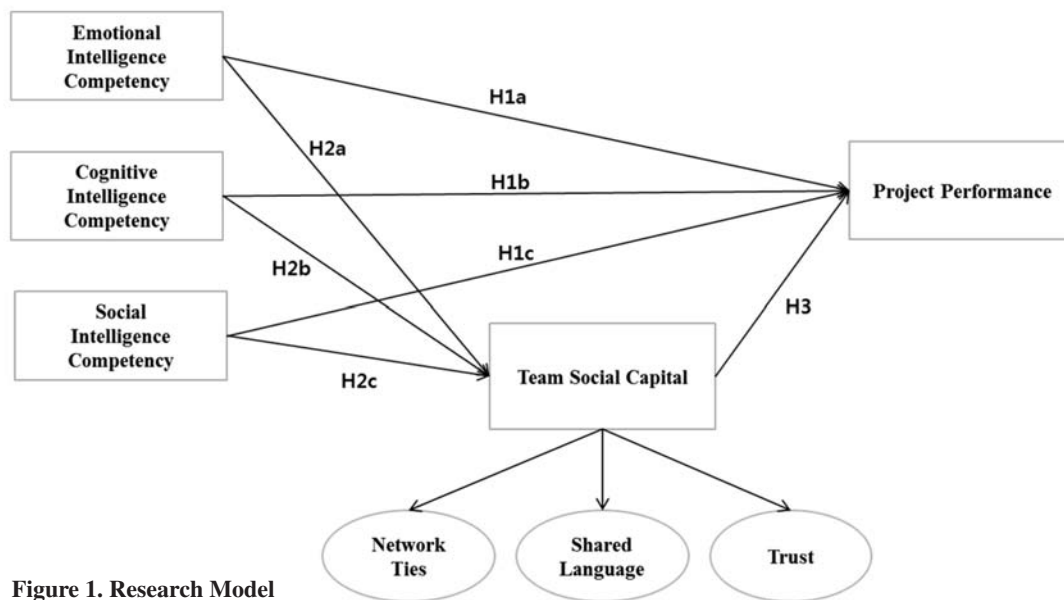 Emotional
Intelligence
Competency
H1a
H2a
Cognitive
Intelligence
Competency
H1b
Project Performance
H1c
H2b
Social
Intelligence
Competency
H3
H2c
Team Social Capital
Network
Ties
Shared
Language
Trust
Figure 1. Research Model